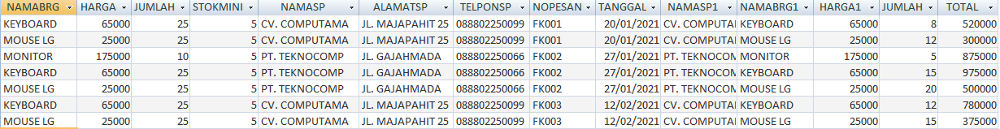 NAMABRG HARGA JUMLAH STOKMINI NAMASP ALAMATSP TELPONSP NOPESAN TANGGAL NAMASP1 NAMABRG1 HARGA1 JUMLAH TOTAL
KEYBOARD 65000 25 5 CV. COMPUTAMA JL. MAJAPAHIT 25 088802250099 FK001 20/01/2021 CV. COMPUTA KEYBOARD 65000 8 520000
MOUSE LG 25000 25 5 CV. COMPUTAMA JL. MAJAPAHIT 25 088802250099 FK001 20/01/2021 CV. COMPUTA MOUSE LG 25000 12 300000
MONITOR 175000 10 5 PT. TEKNOCOMP JL. GAJAHMADA 088802250066 FK002 27/01/2021 PT. TEKNOCOM MONITOR 175000 5 875000
KEYBOARD 65000 25 5 PT. TEKNOCOMP JL. GAJAHMADA 088802250066 FK002 27/01/2021 PT. TEKNOCOM KEYBOARD 65000 15 975000
MOUSE LG 25000 25 5 PT. TEKNOCOMP JL. GAJAHMADA 088802250066 FK002 27/01/2021 PT. TEKNOCOM MOUSE LG 25000 20 500000
KEYBOARD 65000 25 5 CV. COMPUTAMA JL. MAJAPAHIT 25 088802250099 FK003 12/02/2021 CV. COMPUTA KEYBOARD 65000 12 780000
MOUSE LG 25000 25 5 CV. COMPUTAMA JL. MAJAPAHIT 25 088802250099 FK003 12/02/2021 CV. COMPUTA MOUSE LG 25000 15 375000